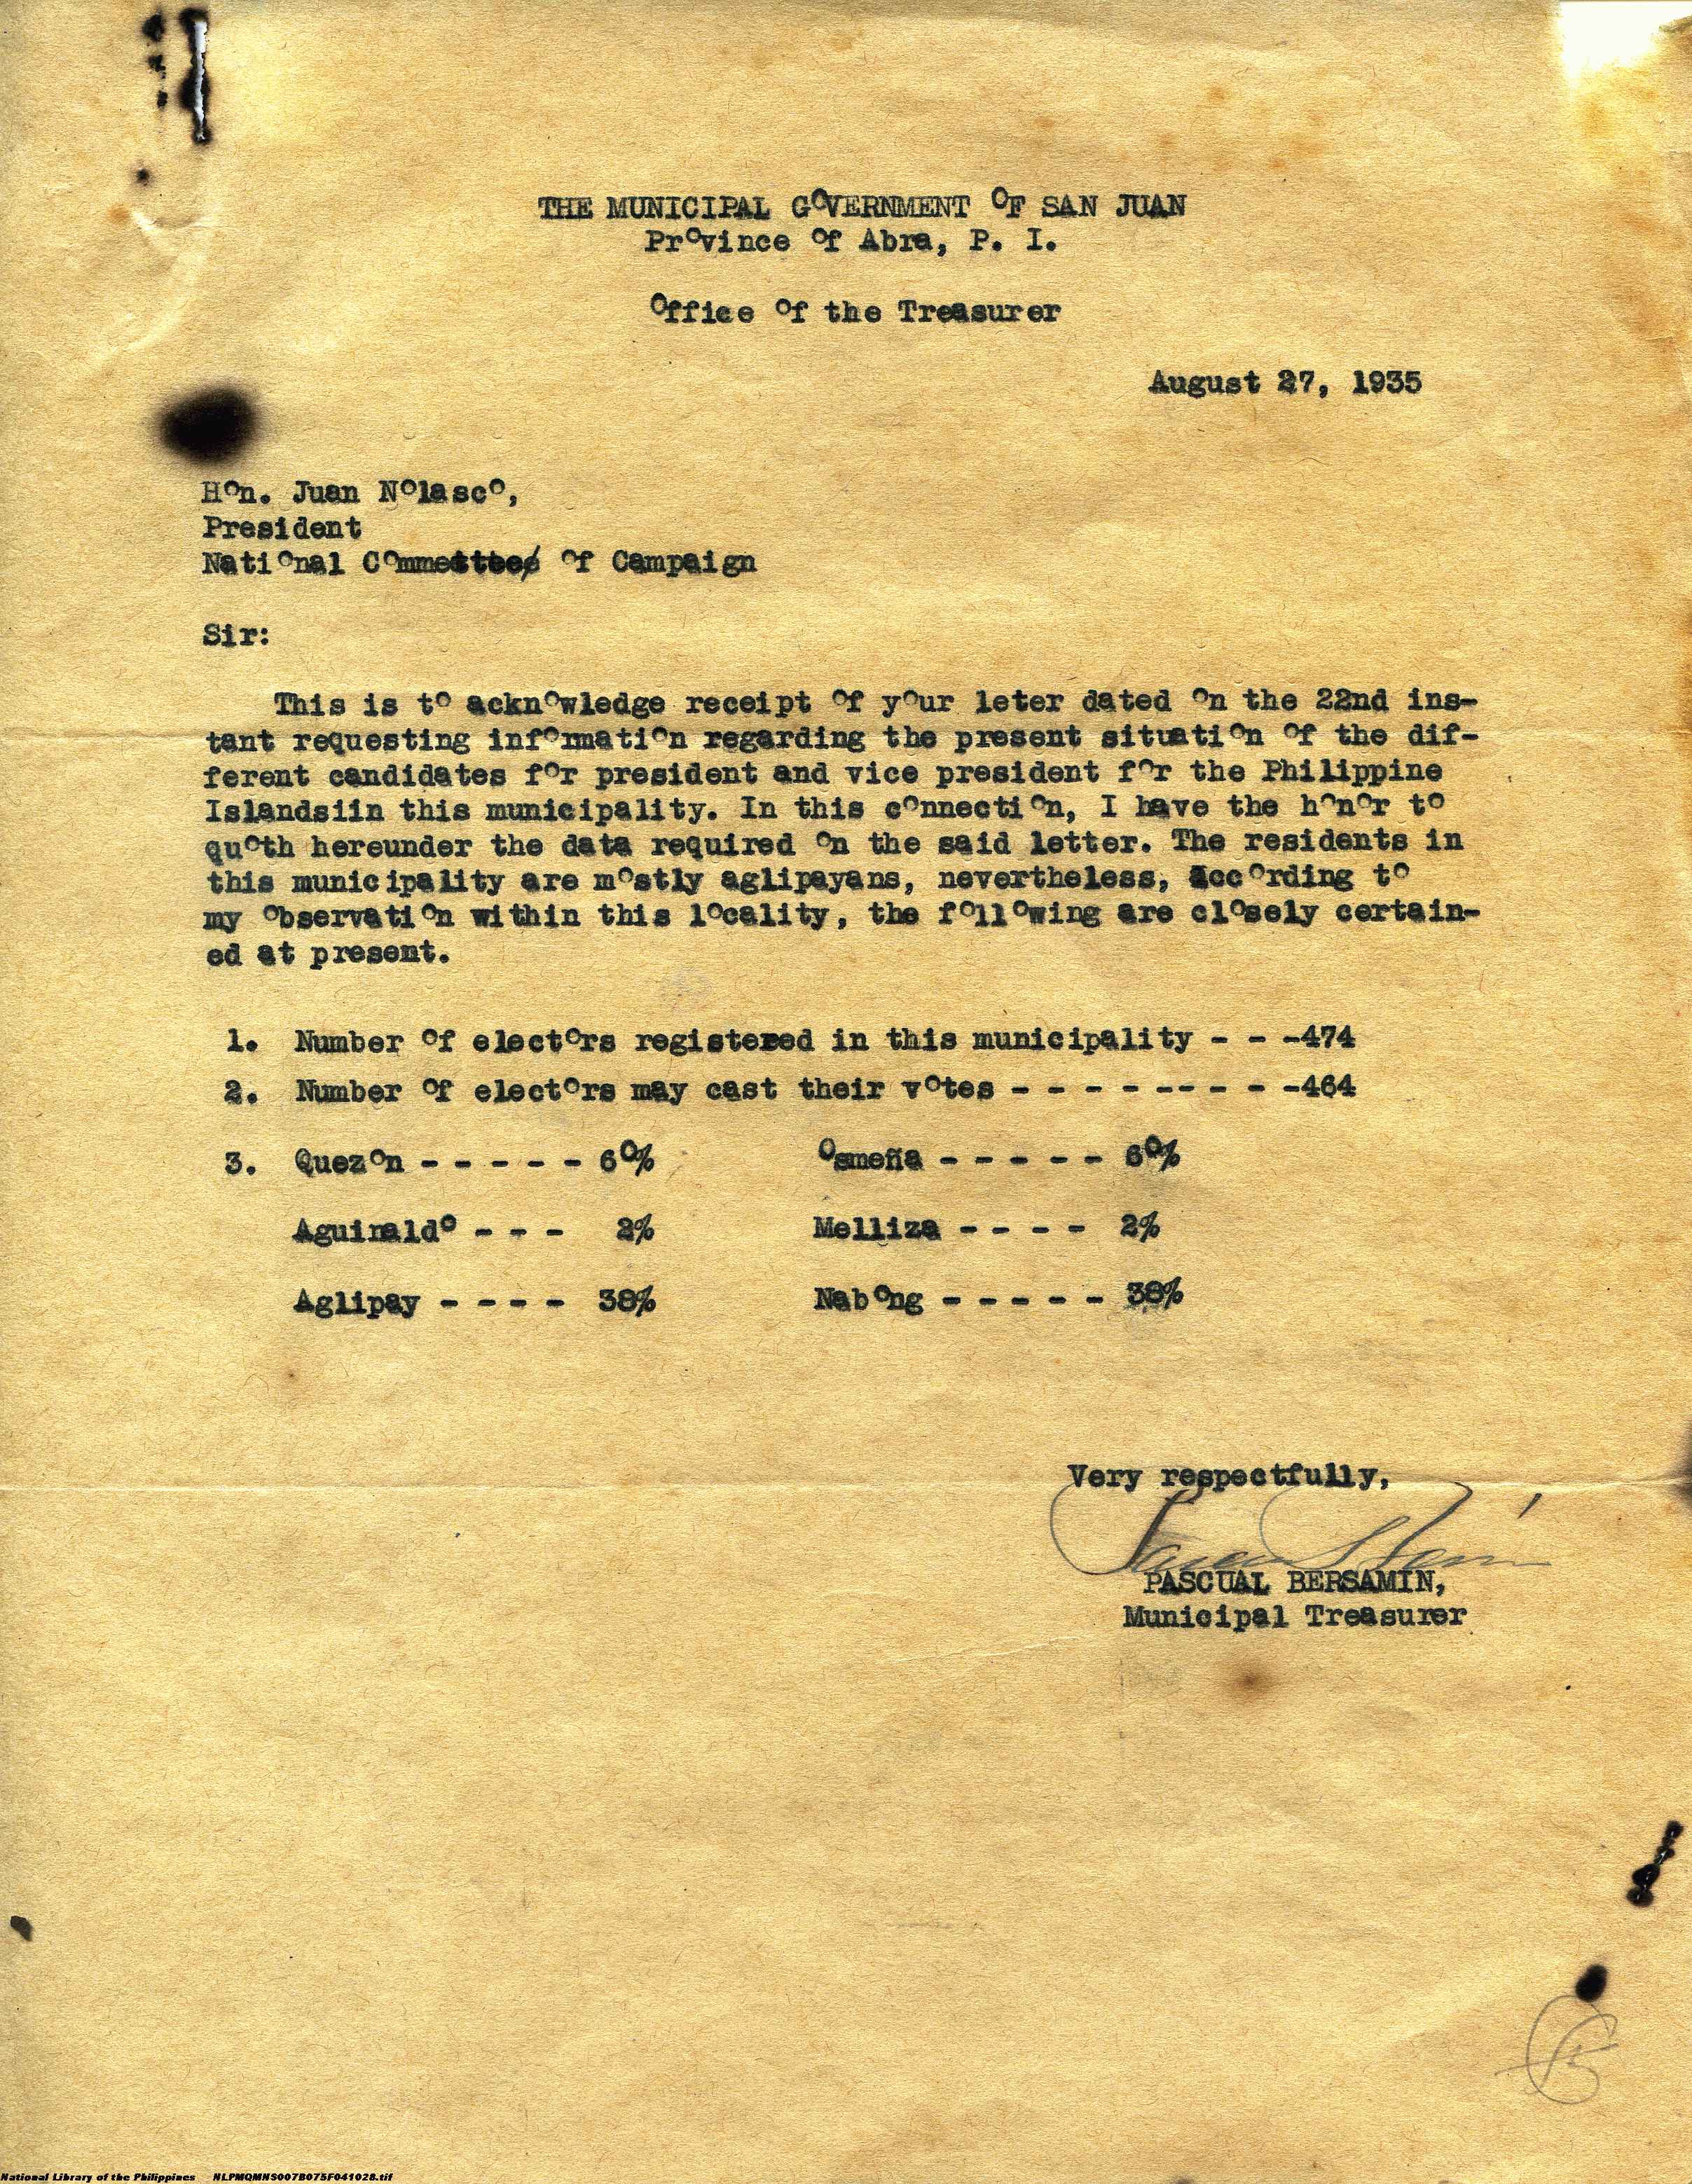 THE MUNICIPAL GOVERNMENT OF SAN JUAN
Province of Abra, P. I.
Office of the Treasurer
August 27, 1935
Hon. Juan Nolasco,
President
National Commettee of Campaign
Sir:
This is to acknowledge receipt of your leter dated on the 22nd ins-
tant requesting information regarding the present situation of the dif-
ferent candidates for president and vice president for the Philippine
Islandsiin this municipality. In this connection, I have the honor to
quoth hereunder the data required on the said letter. The residents in
this municipality are mostly aglipayans, nevertheless, according to
my observation within this locality, the following are closely certain-
ed at present.
1. Number of electors registered in this municipality - - -474
2. Number of electors may cast their votes - - - - - - - - -464
3. Quezon - - - - - 60% Osmeña - - - - - 60%
Aguinaldo - - - 2% Melliza - - - - 2%
Aglipay - - - - 38% Nabong - - - - - 38%
Very respectfully,
PASCUAL BERSAMIN,
Municipal Treasurer
National Library of the Philippines NLPMQMNS007B075F041028.tif